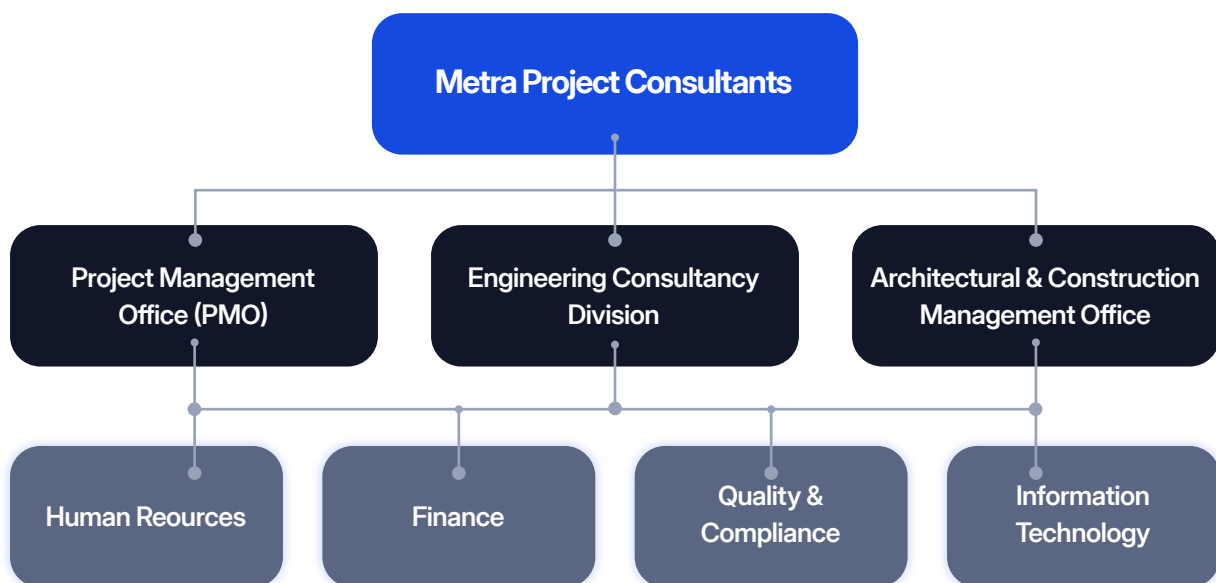 Metra Project Consultants
Project Management
Office (PMO)
Engineering Consultancy
Division
Architectural & Construction
Management Office
Human Reources
Finance
Quality &
Compliance
Information
Technology